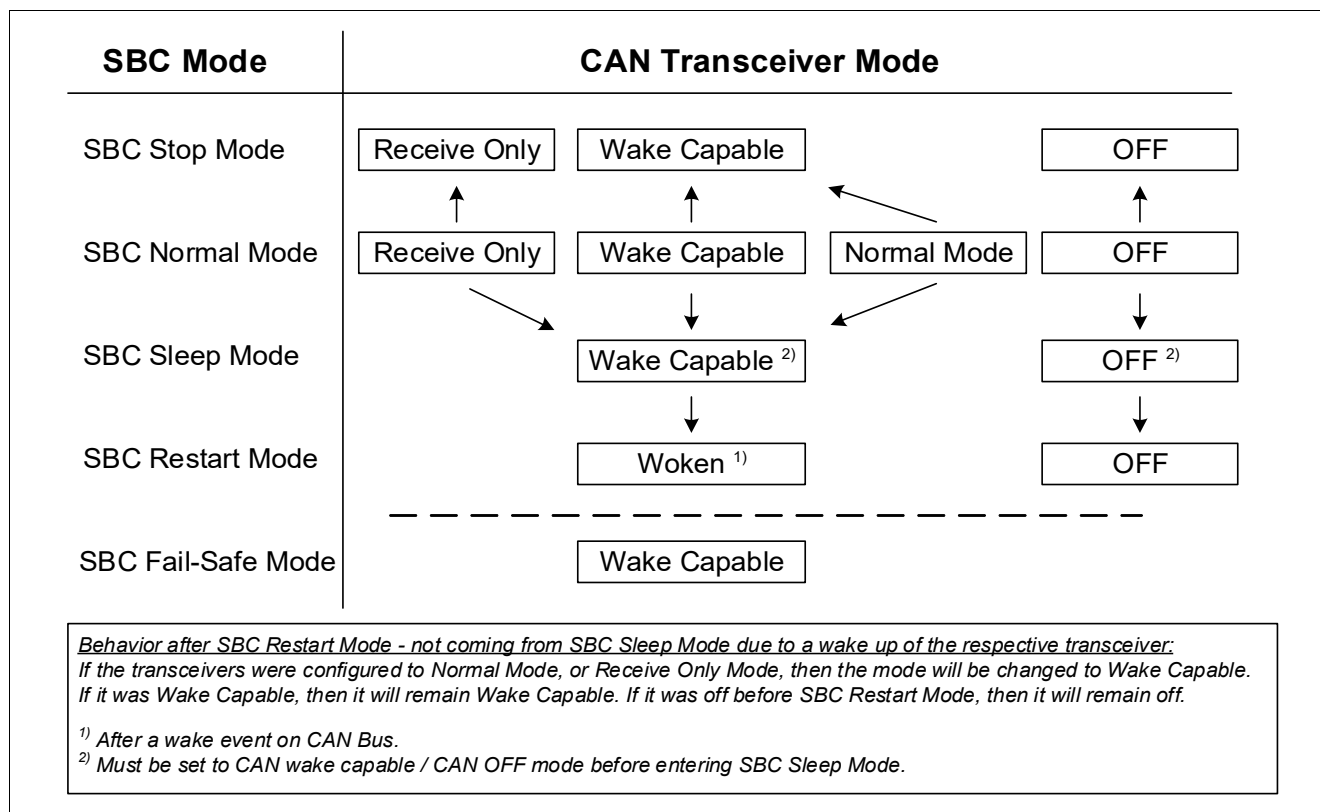 SBC Mode CAN Transceiver Mode
SBC Stop Mode Receive Only Wake Capable OFF
SBC Normal Mode Receive Only Wake Capable Normal Mode OFF
SBC Sleep Mode Wake Capable 2) OFF 2)
SBC Restart Mode Woken 1) OFF
SBC Fail-Safe Mode Wake Capable
Behavior after SBC Restart Mode - not coming from SBC Sleep Mode due to a wake up of the respective transceiver:
If the transceivers were configured to Normal Mode, or Receive Only Mode, then the mode will be changed to Wake Capable.
If it was Wake Capable, then it will remain Wake Capable. If it was off before SBC Restart Mode, then it will remain off.
1) After a wake event on CAN Bus.
2) Must be set to CAN wake capable / CAN OFF mode before entering SBC Sleep Mode.